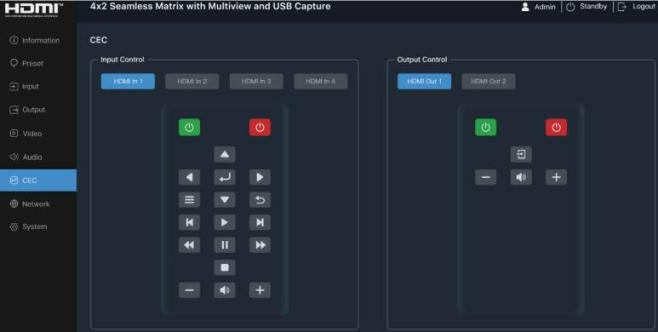 HDMI™
4x2 Seamless Matrix with Multiview and USB Capture
Admin
Standby
Logout
Information
Preset
Input
Output
Video
Audio
CEC
Network
System
CEC
Input Control
HDMI In 1
HDMI In 2
HDMI In 3
HDMI In 4
Output Control
HDMI Out 1
HDMI Out 2